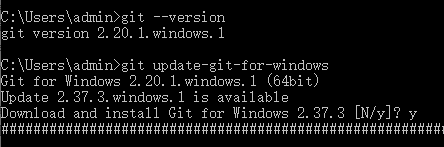 C:\Users\admin>git --version
git version 2.20.1.windows.1
C:\Users\admin>git update-git-for-windows
Git for Windows 2.20.1.windows.1 (64bit)
Update 2.37.3.windows.1 is available
Download and install Git for Windows 2.37.3 [N/y]? y
################################################################